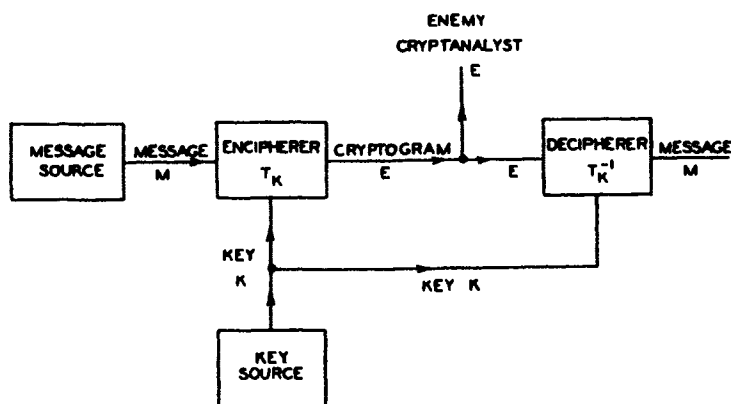 ENEMY
CRYPTANALYST
E
MESSAGE
SOURCE
MESSAGE
M
ENCIPHERER
T_K
CRYPTOGRAM
E
E
DECIPHERER
T_K^-1
MESSAGE
M
KEY
K
KEY K
KEY
SOURCE